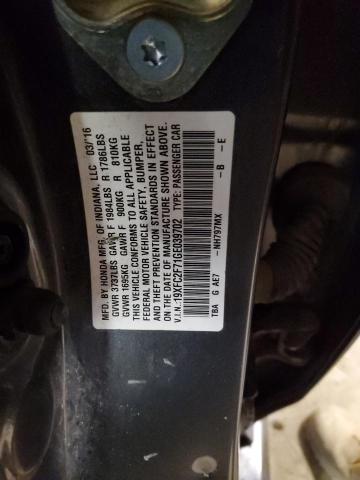 MFD. BY HONDA MFG. OF INDIANA, LLC 03/16
GVWR 3737LBS GAWR F 1984LBS R 1786LBS
GVWR 1695KG GAWR F 900KG R 810KG
THIS VEHICLE CONFORMS TO ALL APPLICABLE
FEDERAL MOTOR VEHICLE SAFETY, BUMPER,
AND THEFT PREVENTION STANDARDS IN EFFECT
ON THE DATE OF MANUFACTURE SHOWN ABOVE.
V.I.N.:19XFC2F71GE039702 TYPE: PASSENGER CAR
TBA G AE7 -NH797MX -B -E